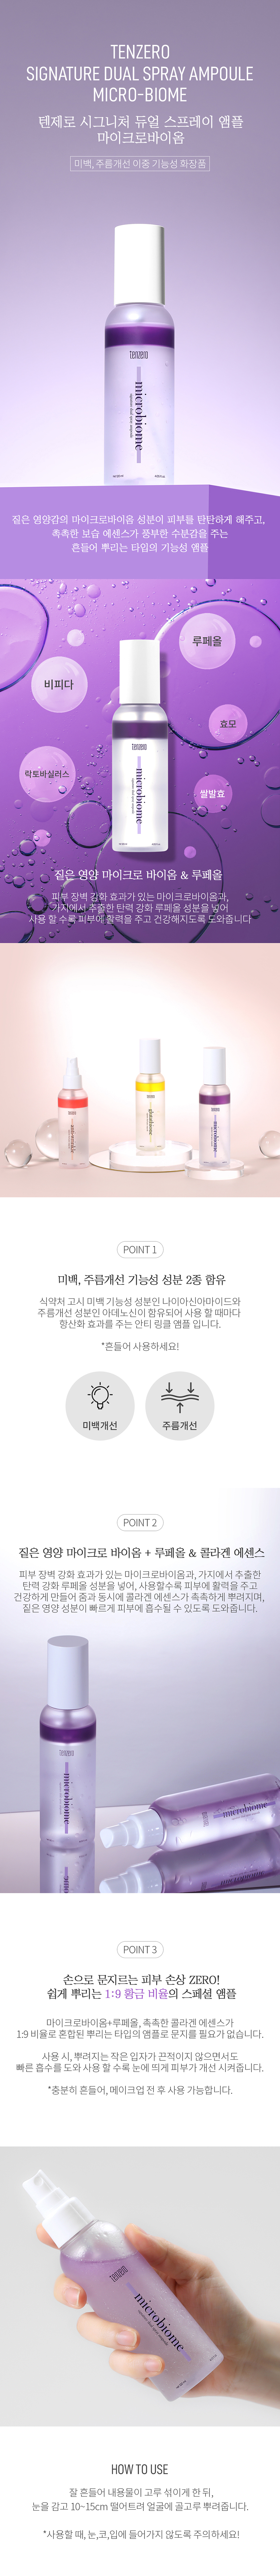 TENZERO
SIGNATURE DUAL SPRAY AMPOULE
MICRO-BIOME
텐제로 시그니처 듀얼 스프레이 앰플
마이크로바이옴
미백, 주름개선 이중 기능성 화장품
tenzero
microbiome
짙은 영양감의 마이크로바이옴 성분이 피부를 탄탄하게 해주고,
촉촉한 보습 에센스가 풍부한 수분감을 주는
흔들어 뿌리는 타입의 기능성 앰플
루페올
비피다
효모
락토바실러스
쌀발효
tenzero
microbiome
짙은 영양 마이크로 바이옴 & 루페올
피부 장벽 강화 효과가 있는 마이크로바이옴과,
가지에서 추출한 탄력 강화 루페올 성분을 넣어
사용 할 수록 피부에 활력을 주고 건강해지도록 도와줍니다
anti-wrinkle
glutathione
microbiome
POINT 1
미백, 주름개선 기능성 성분 2종 함유
식약처 고시 미백 기능성 성분인 나이아신아마이드와
주름개선 성분인 아데노신이 함유되어 사용 할 때마다
항산화 효과를 주는 안티 링클 앰플 입니다.
*흔들어 사용하세요!
미백개선
주름개선
POINT 2
짙은 영양 마이크로 바이옴 + 루페올 & 콜라겐 에센스
피부 장벽 강화 효과가 있는 마이크로바이옴과, 가지에서 추출한
탄력 강화 루페올 성분을 넣어, 사용할수록 피부에 활력을 주고
건강하게 만들어 줌과 동시에 콜라겐 에센스가 촉촉하게 뿌려지며,
짙은 영양 성분이 빠르게 피부에 흡수될 수 있도록 도와줍니다.
tenzero
microbiome
microbiome
POINT 3
손으로 문지르는 피부 손상 ZERO!
쉽게 뿌리는 1:9 황금 비율의 스페셜 앰플
마이크로바이옴+루페올, 촉촉한 콜라겐 에센스가
1:9 비율로 혼합된 뿌리는 타입의 앰플로 문지를 필요가 없습니다.
사용 시, 뿌려지는 작은 입자가 끈적이지 않으면서도
빠른 흡수를 도와 사용 할 수록 눈에 띄게 피부가 개선 시켜줍니다.
*충분히 흔들어, 메이크업 전 후 사용 가능합니다.
tenzero
microbiome
HOW TO USE
잘 흔들어 내용물이 고루 섞이게 한 뒤,
눈을 감고 10~15cm 떨어트려 얼굴에 골고루 뿌려줍니다.
*사용할 때, 눈,코,입에 들어가지 않도록 주의하세요!